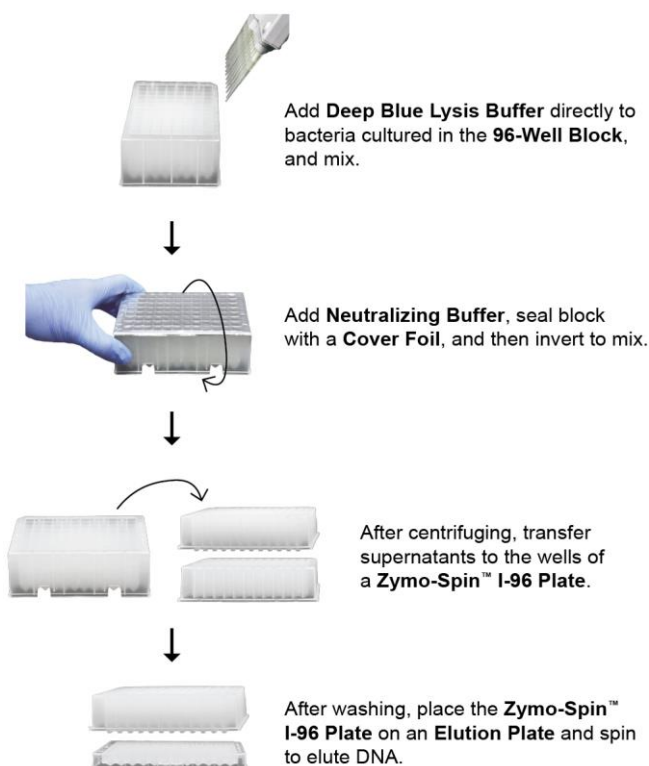 Add Deep Blue Lysis Buffer directly to
bacteria cultured in the 96-Well Block,
and mix.
Add Neutralizing Buffer, seal block
with a Cover Foil, and then invert to mix.
After centrifuging, transfer
supernatants to the wells of
a Zymo-Spin™ I-96 Plate.
After washing, place the Zymo-Spin™
I-96 Plate on an Elution Plate and spin
to elute DNA.